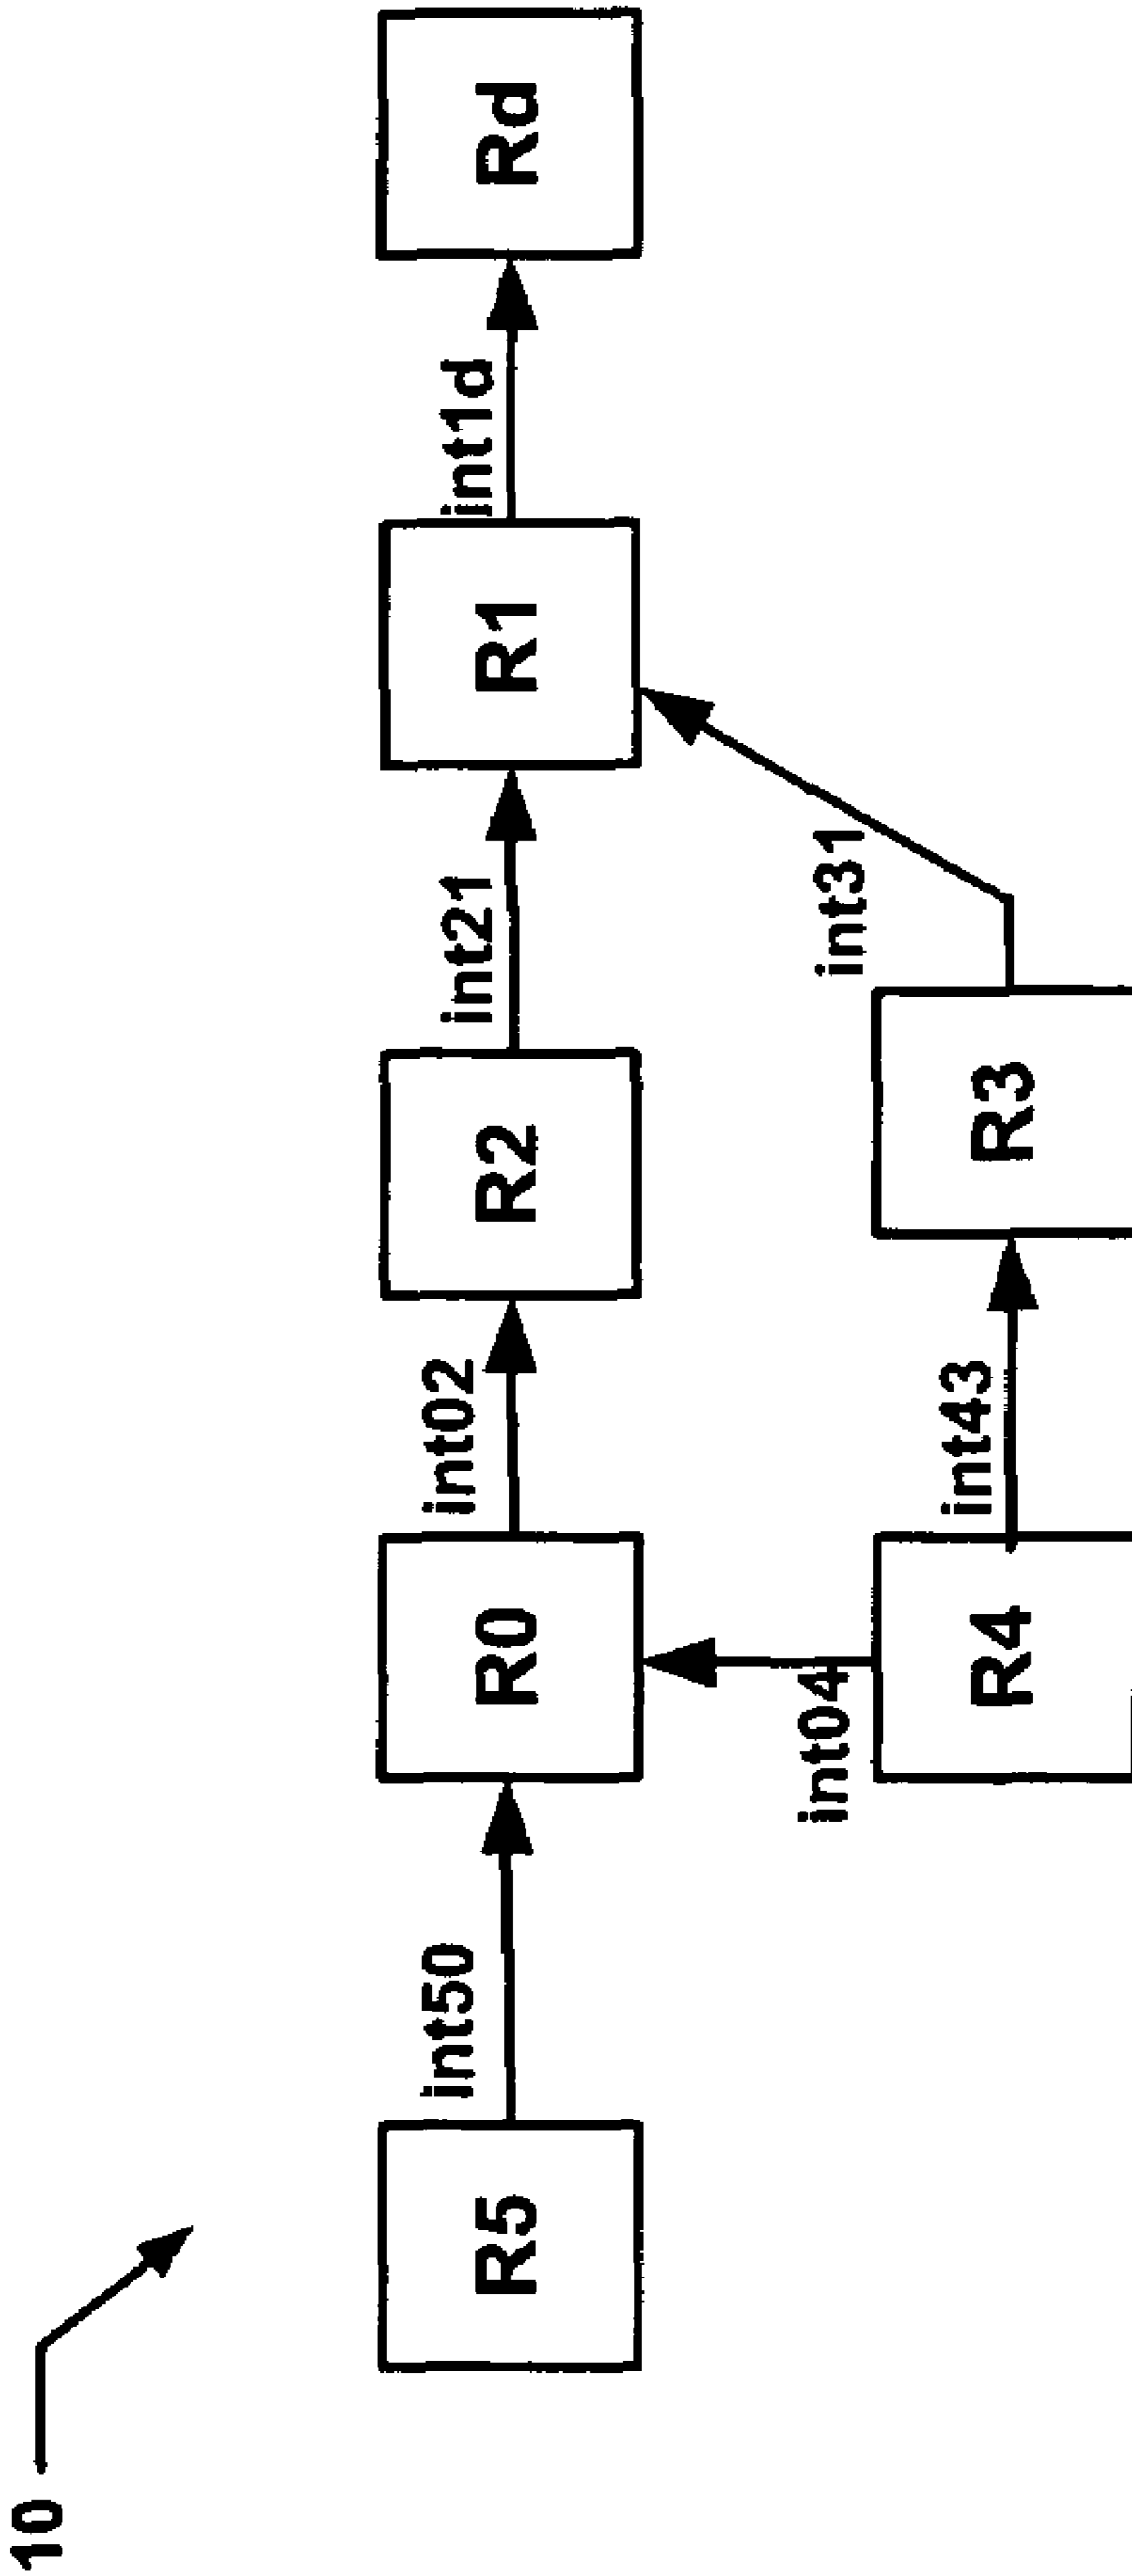 10
R5
int50
R0
int02
R2
int21
R1
int1d
Rd
int04
R4
int43
R3
int31